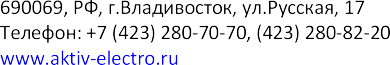 690069, РФ, г.Владивосток, ул.Русская, 17
Телефон: +7 (423) 280-70-70, (423) 280-82-20
www.aktiv-electro.ru